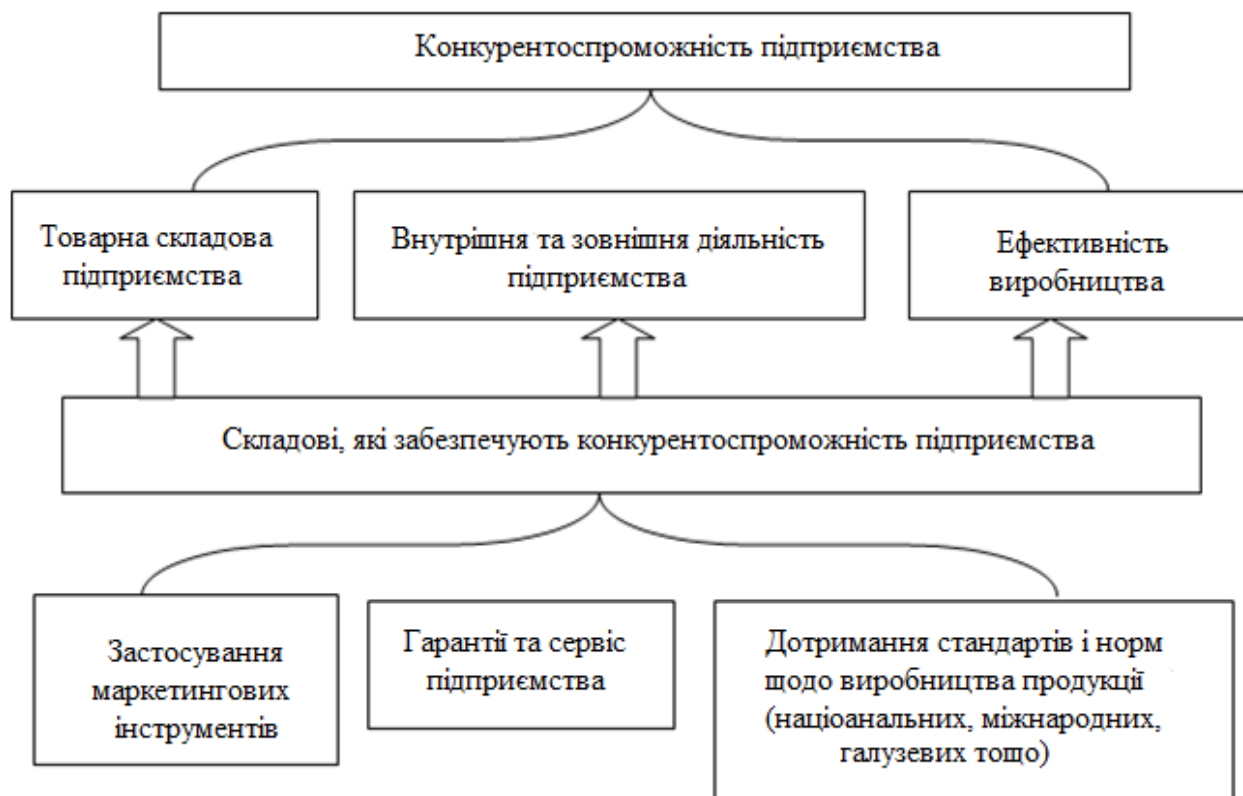 Конкурентоспроможність підприємства
Товарна складова
підприємства
Внутрішня та зовнішня діяльність
підприємства
Ефективність
виробництва
Складові, які забезпечують конкурентоспроможність підприємства
Застосування
маркетингових
інструментів
Гарантії та сервіс
підприємства
Дотримання стандартів і норм
щодо виробництва продукції
(націоанальних, міжнародних,
галузевих тощо)